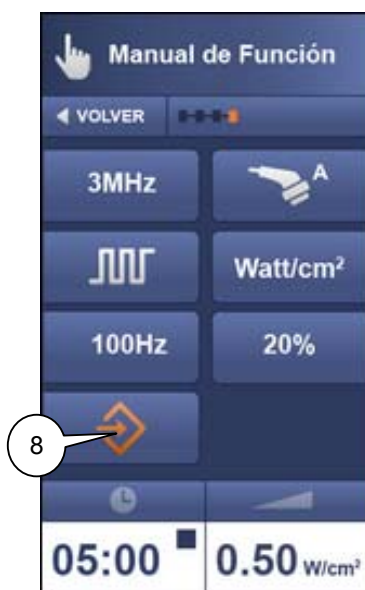 Manual de Función
VOLVER
3MHz
A
Watt/cm²
100Hz
20%
8
05:00
0.50 W/cm²